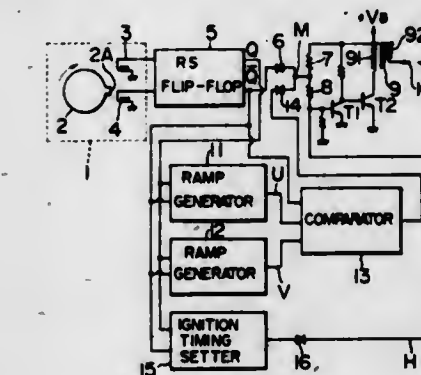 3
5
M
+VB
2A
RS
FLIP-FLOP
Q
Q̄
6
7
8
14
91
92
9
T1
T2
2
4
1
11
RAMP
GENERATOR
U
12
RAMP
GENERATOR
V
COMPARATOR
13
IGNITION
TIMING
SETTER
15
16
H